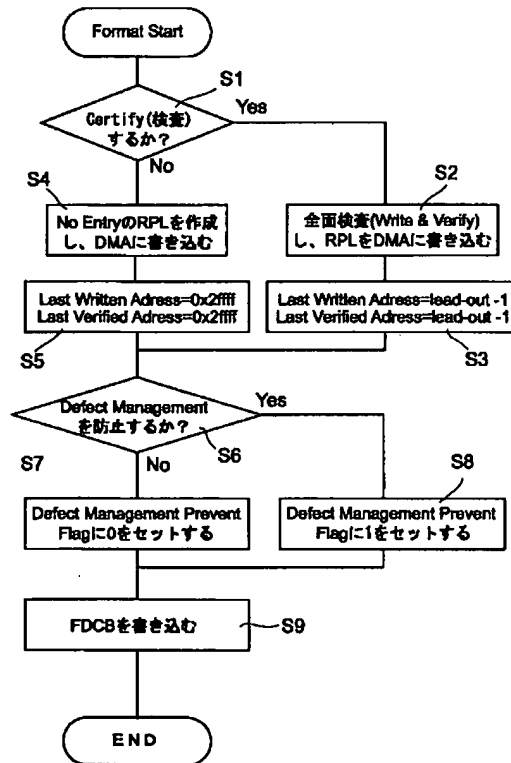 Format Start
S1
Certify(検査)
するか？
Yes
No
S4
No EntryのRPLを作成
し、DMAに書き込む
S2
全面検査(Write & Verify)
し、RPLをDMAに書き込む
Last Written Adress=0x2ffff
Last Verified Adress=0x2ffff
S5
Last Written Adress=lead-out -1
Last Verified Adress=lead-out -1
S3
Defect Management
を防止するか？
Yes
S6
S7
No
Defect Management Prevent
Flagに0をセットする
S8
Defect Management Prevent
Flagに1をセットする
FDCBを書き込む
S9
END